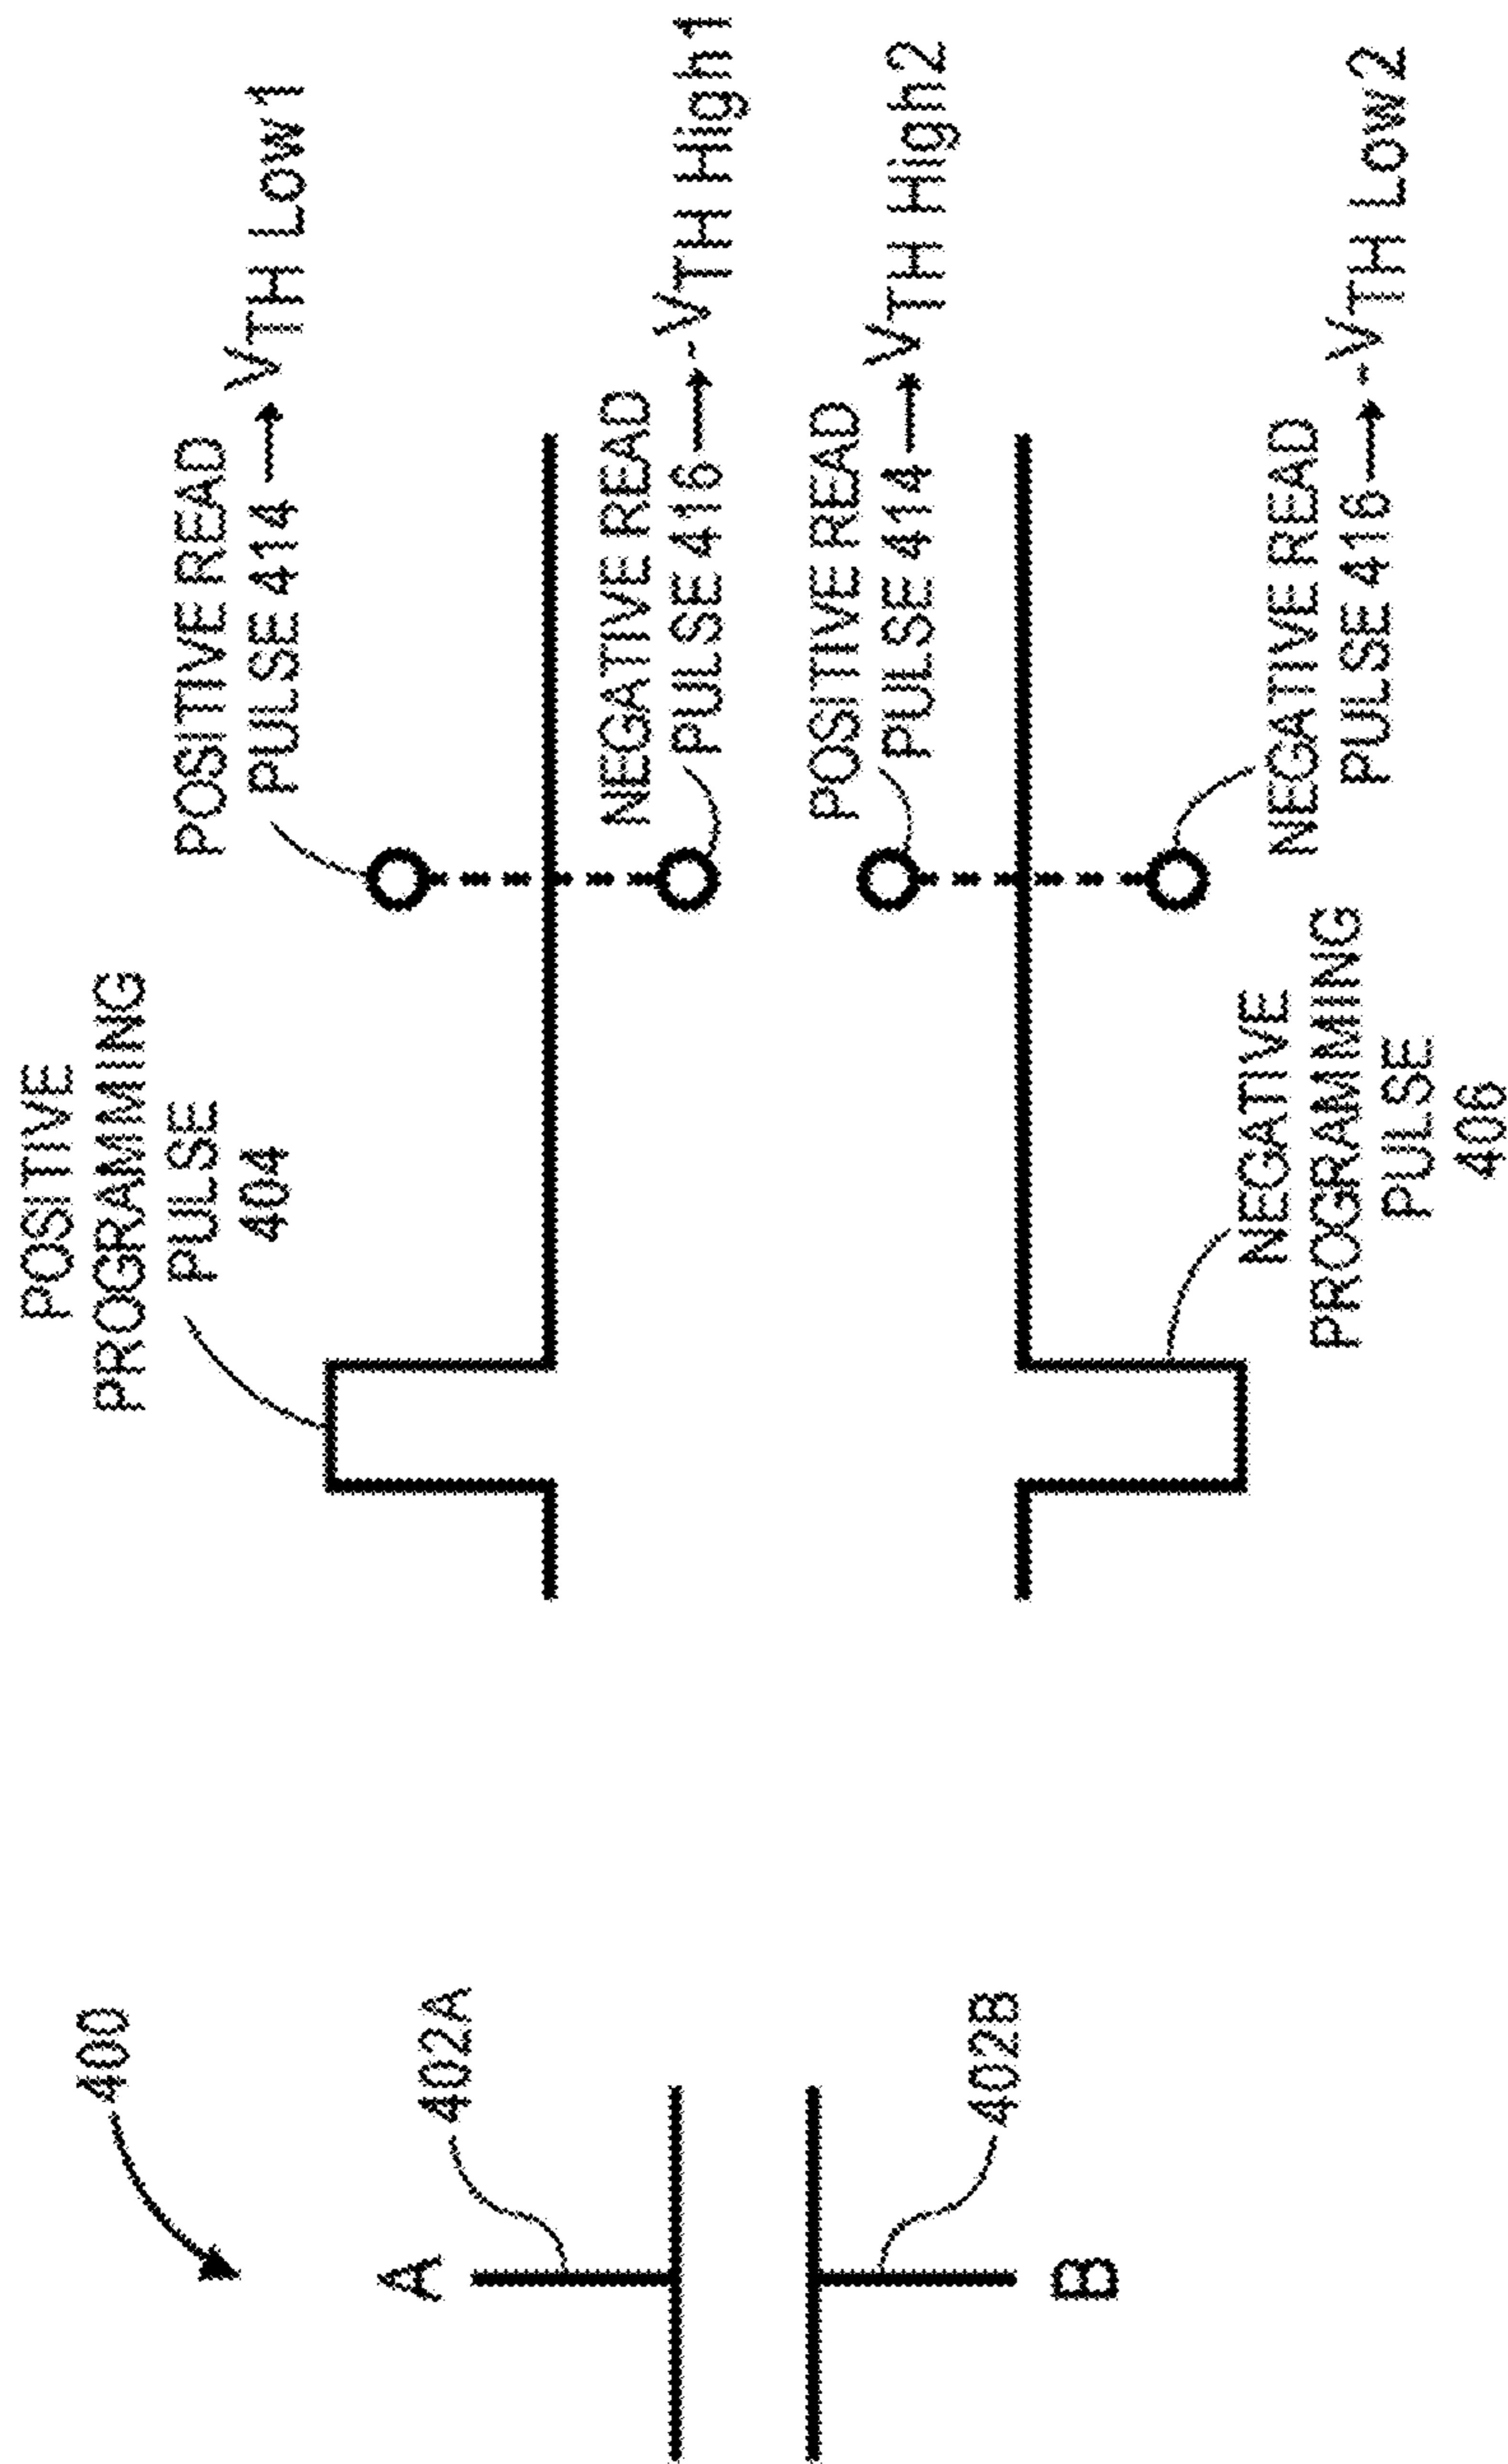 400
A
402A
402B
B
POSITIVE
PROGRAMMING
PULSE
404
POSITIVE READ
PULSE 414 → VTH Low1
NEGATIVE READ
PULSE 416 → -VTH High1
POSITIVE READ
PULSE 414 → VTH High2
NEGATIVE
PROGRAMMING
PULSE
406
NEGATIVE READ
PULSE 416 → -VTH Low2